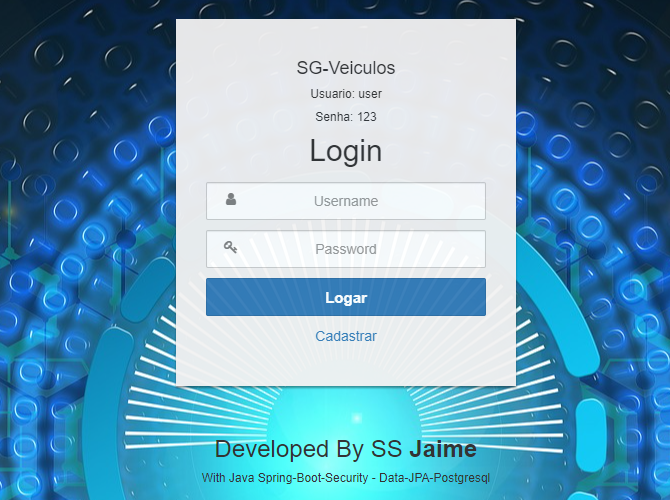 SG-Veiculos
Usuario: user
Senha: 123
Login
Username
Password
Logar
Cadastrar
Developed By SS Jaime
With Java Spring-Boot-Security - Data-JPA-Postgresql